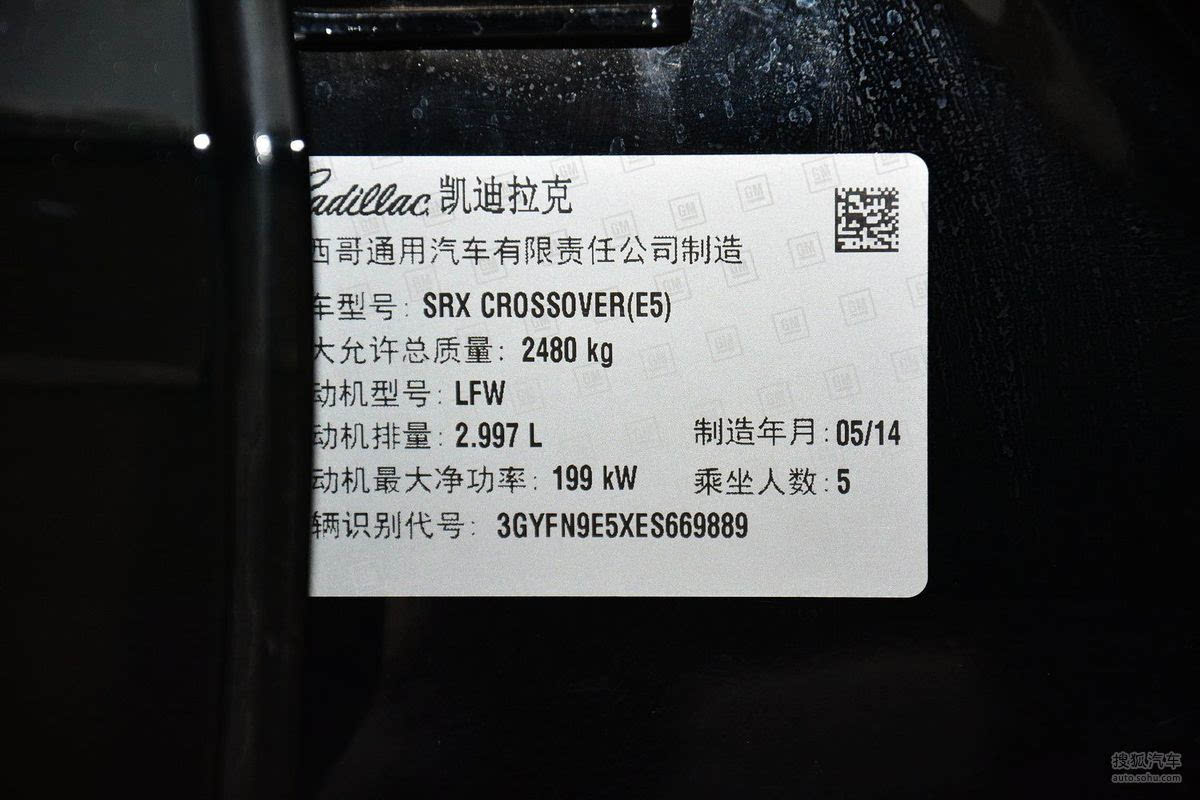 Cadillac 凯迪拉克
西哥通用汽车有限责任公司制造
车型号: SRX CROSSOVER(E5)
大允许总质量: 2480 kg
动机型号: LFW
动机排量: 2.997 L 制造年月: 05/14
动机最大净功率: 199 kW 乘坐人数: 5
辆识别代号: 3GYFN9E5XES669889
GM
搜狐汽车
auto.sohu.com